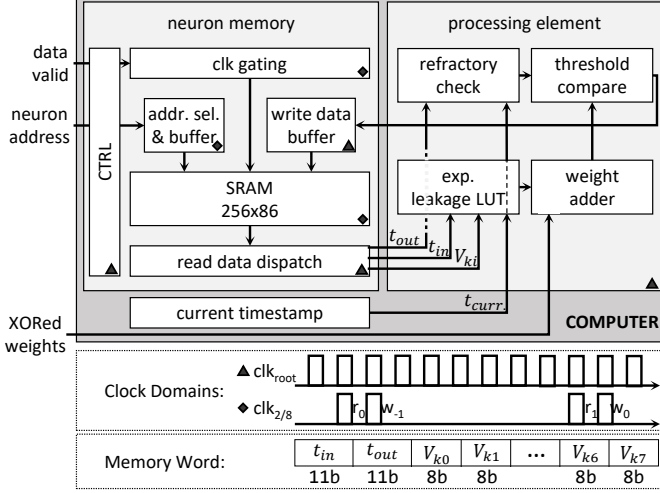 neuron memory
processing element
data
valid
clk gating
refractory
check
threshold
compare
neuron
address
CTRL
addr. sel.
& buffer
write data
buffer
SRAM
256x86
exp.
leakage LUT
weight
adder
read data dispatch
t_out
t_in
V_ki
current timestamp
t_curr.
COMPUTER
XORed
weights
Clock Domains:
clk_root
clk_2/8
r_0
w_-1
r_1
w_0
Memory Word:
t_in
t_out
V_k0
V_k1
...
V_k6
V_k7
11b
11b
8b
8b
8b
8b